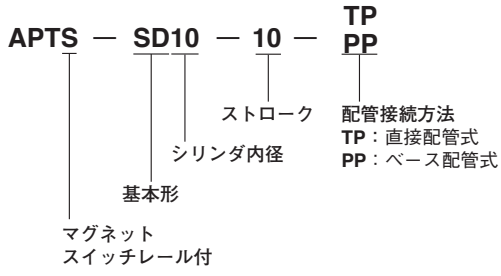 TP
APTS — SD10 — 10 — PP
ストローク
配管接続方法
TP：直接配管式
PP：ベース配管式
シリンダ内径
基本形
マグネット
スイッチレール付